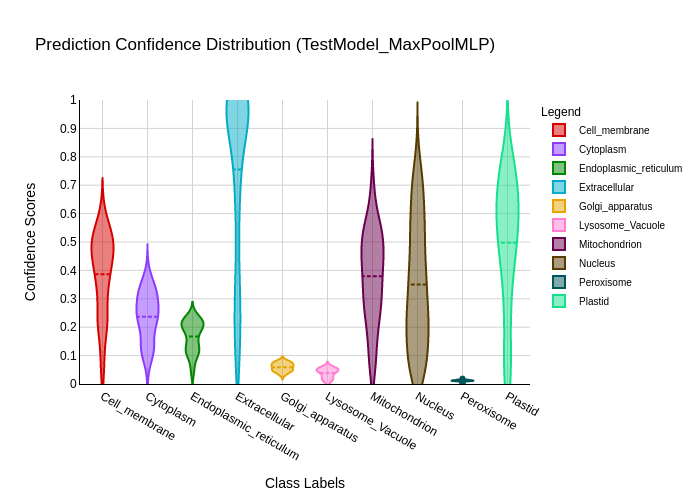 Prediction Confidence Distribution (TestModel_MaxPoolMLP)
Legend
Cell_membrane
Cytoplasm
Endoplasmic_reticulum
Extracellular
Golgi_apparatus
Lysosome_Vacuole
Mitochondrion
Nucleus
Peroxisome
Plastid
Confidence Scores
1
0.9
0.8
0.7
0.6
0.5
0.4
0.3
0.2
0.1
0
Cell_membrane
Cytoplasm
Endoplasmic_reticulum
Extracellular
Golgi_apparatus
Lysosome_Vacuole
Mitochondrion
Nucleus
Peroxisome
Plastid
Class Labels